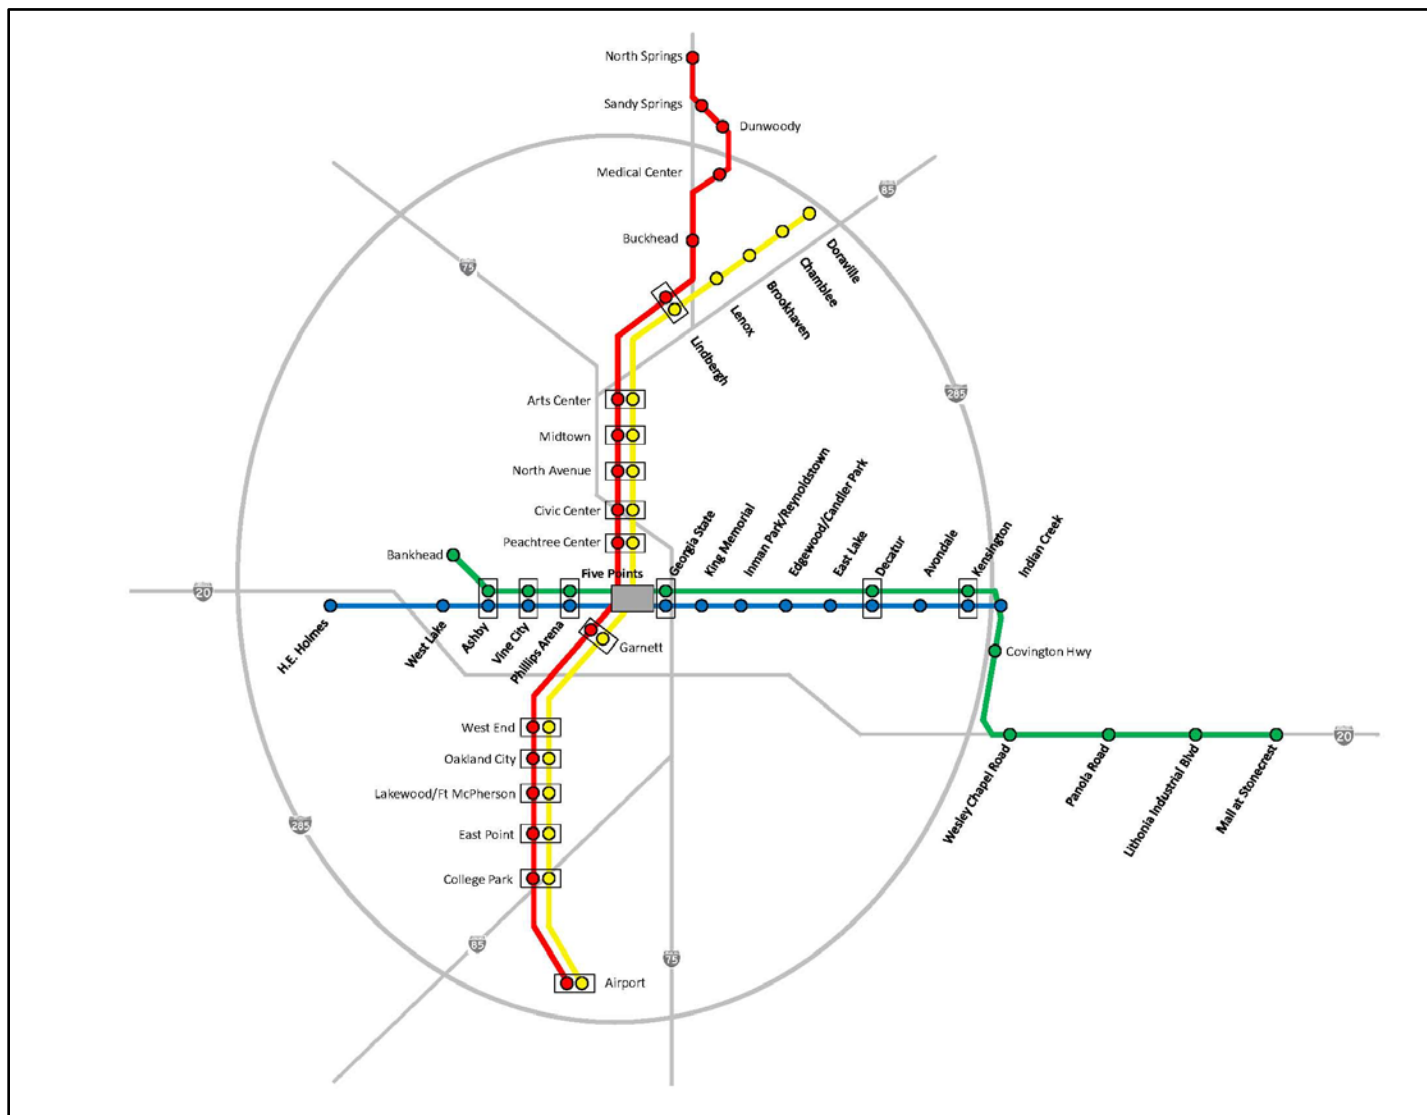 North Springs
Sandy Springs
Dunwoody
Medical Center
85
Buckhead
Doraville
75
Chamblee
Brookhaven
Lenox
Lindbergh
285
Arts Center
Midtown
North Avenue
Civic Center
Peachtree Center
Bankhead
Five Points
Georgia State
King Memorial
Inman Park/Reynoldstown
Edgewood/Candler Park
East Lake
Decatur
Avondale
Kensington
Indian Creek
20
H.E. Holmes
West Lake
Ashby
Vine City
Phillips Arena
Garnett
Covington Hwy
West End
20
Oakland City
Wesley Chapel Road
Panola Road
Lithonia Industrial Blvd
Mall at Stonecrest
Lakewood/Ft McPherson
285
East Point
College Park
85
75
Airport